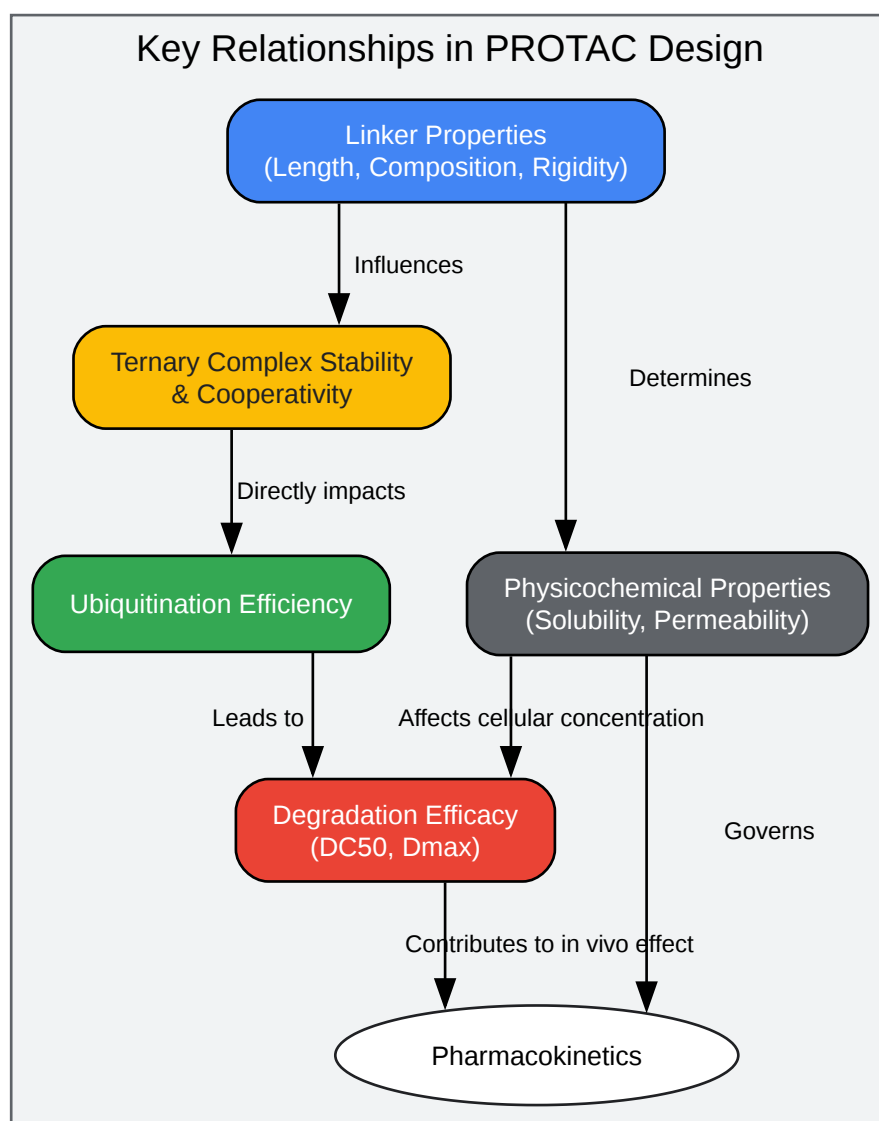 Key Relationships in PROTAC Design
Linker Properties
(Length, Composition, Rigidity)
Influences
Ternary Complex Stability
& Cooperativity
Determines
Directly impacts
Ubiquitination Efficiency
Physicochemical Properties
(Solubility, Permeability)
Leads to
Affects cellular concentration
Degradation Efficacy
(DC50, Dmax)
Governs
Contributes to in vivo effect
Pharmacokinetics